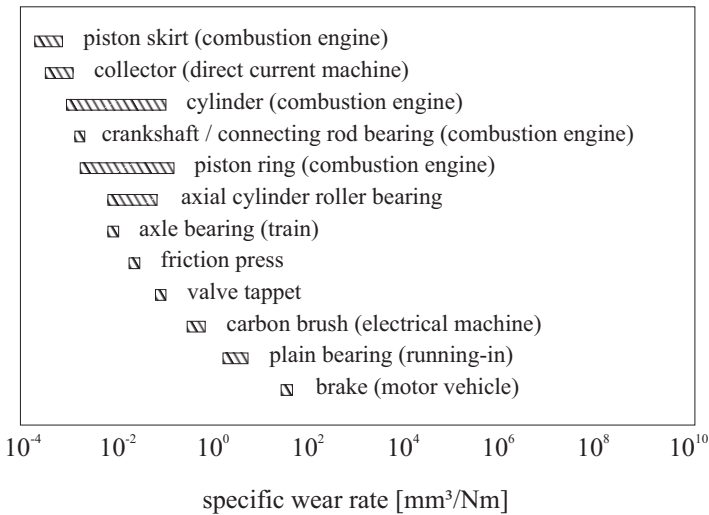 piston skirt (combustion engine)
collector (direct current machine)
cylinder (combustion engine)
crankshaft / connecting rod bearing (combustion engine)
piston ring (combustion engine)
axial cylinder roller bearing
axle bearing (train)
friction press
valve tappet
carbon brush (electrical machine)
plain bearing (running-in)
brake (motor vehicle)
10⁻⁴ 10⁻² 10⁰ 10² 10⁴ 10⁶ 10⁸ 10¹⁰
specific wear rate [mm³/Nm]